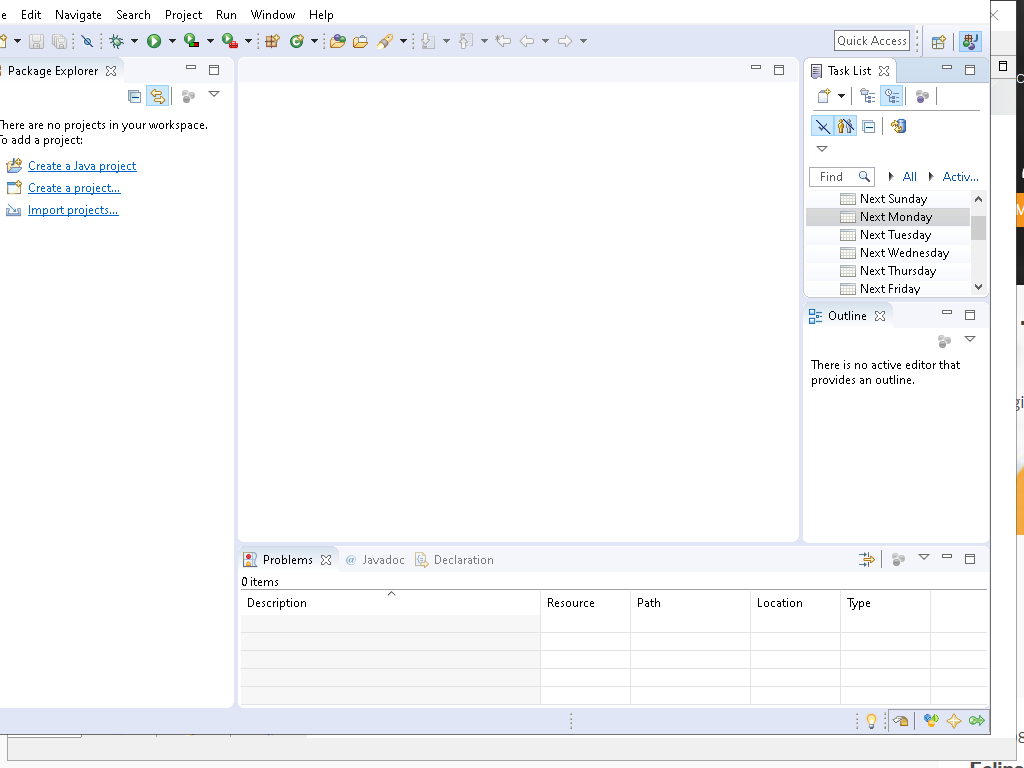 e Edit Navigate Search Project Run Window Help
Quick Access
Package Explorer
There are no projects in your workspace.
To add a project:
Create a Java project
Create a project...
Import projects...
Task List
Find All Activ...
Next Sunday
Next Monday
Next Tuesday
Next Wednesday
Next Thursday
Next Friday
Outline
There is no active editor that
provides an outline.
Problems @ Javadoc Declaration
0 items
Description Resource Path Location Type